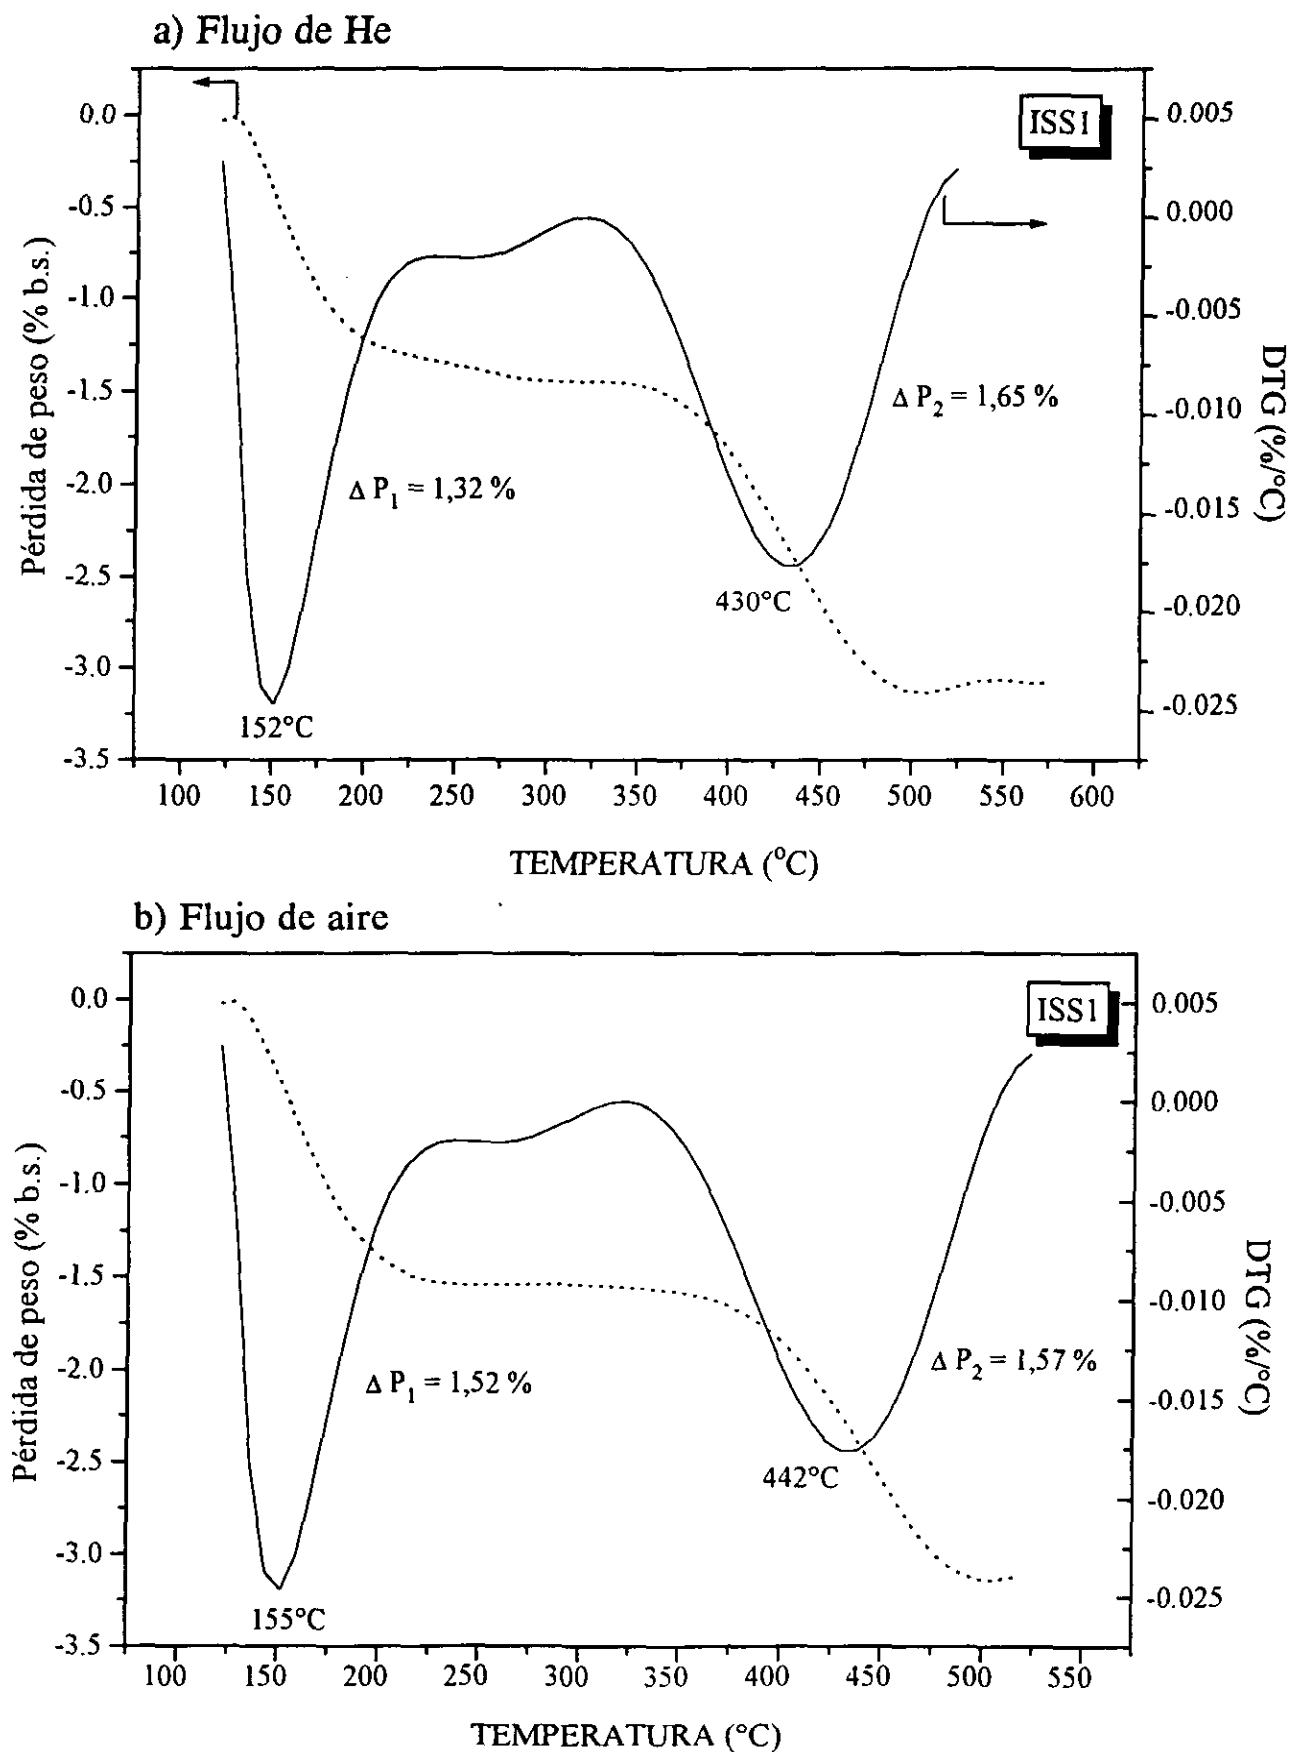 a) Flujo de He
ISS1
0.0
-0.5
-1.0
-1.5
-2.0
-2.5
-3.0
-3.5
Pérdida de peso (% b.s.)
0.005
0.000
-0.005
-0.010
-0.015
-0.020
-0.025
DTG (%/°C)
Δ P1 = 1,32 %
Δ P2 = 1,65 %
152°C
430°C
100 150 200 250 300 350 400 450 500 550 600
TEMPERATURA (°C)
b) Flujo de aire
ISS1
0.0
-0.5
-1.0
-1.5
-2.0
-2.5
-3.0
-3.5
Pérdida de peso (% b.s.)
0.005
0.000
-0.005
-0.010
-0.015
-0.020
-0.025
DTG (%/°C)
Δ P1 = 1,52 %
Δ P2 = 1,57 %
155°C
442°C
100 150 200 250 300 350 400 450 500 550
TEMPERATURA (°C)